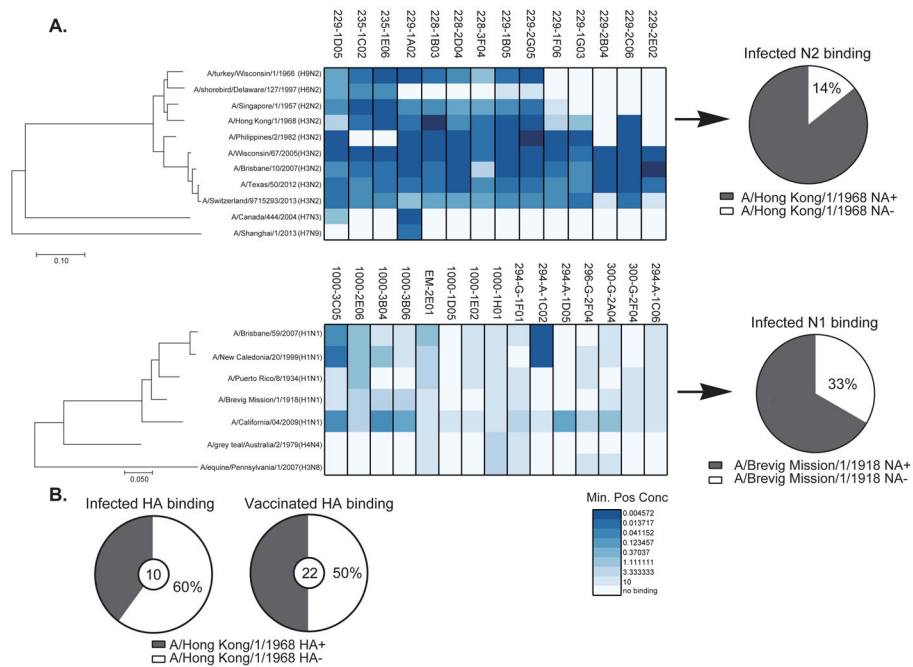 A.
229-1D05
235-1C02
235-1E06
229-1A02
228-1B03
228-2D04
228-3F04
229-1B05
229-2G05
229-1F06
229-1G03
229-2B04
229-2C06
229-2E02
A/turkey/Wisconsin/1/1966 (H9N2)
A/shorebird/Delaware/127/1997 (H6N2)
A/Singapore/1/1957 (H2N2)
A/Hong Kong/1/1968 (H3N2)
A/Philippines/2/1982 (H3N2)
A/Wisconsin/67/2005 (H3N2)
A/Brisbane/10/2007 (H3N2)
A/Texas/50/2012 (H3N2)
A/Switzerland/9715293/2013 (H3N2)
A/Canada/444/2004 (H7N3)
A/Shanghai/1/2013 (H7N9)
0.10
Infected N2 binding
14%
A/Hong Kong/1/1968 NA+
A/Hong Kong/1/1968 NA-
1000-3C05
1000-2E06
1000-3B04
1000-3B06
EM-2E01
1000-1D05
1000-1E02
1000-1H01
294-G-1F01
294-A-1C02
294-A-1D05
296-G-2F04
300-G-2A04
300-G-2F04
294-A-1C06
A/Brisbane/59/2007(H1N1)
A/New Caledonia/20/1999(H1N1)
A/Puerto Rico/8/1934(H1N1)
A/Brevig Mission/1/1918(H1N1)
A/California/04/2009(H1N1)
A/grey teal/Australia/2/1979(H4N4)
A/equine/Pennsylvania/1/2007(H3N8)
0.050
Infected N1 binding
33%
A/Brevig Mission/1/1918 NA+
A/Brevig Mission/1/1918 NA-
B.
Infected HA binding
10
60%
Vaccinated HA binding
22
50%
A/Hong Kong/1/1968 HA+
A/Hong Kong/1/1968 HA-
Min. Pos Conc
0.004572
0.013717
0.041152
0.123457
0.37037
1.111111
3.333333
10
no binding